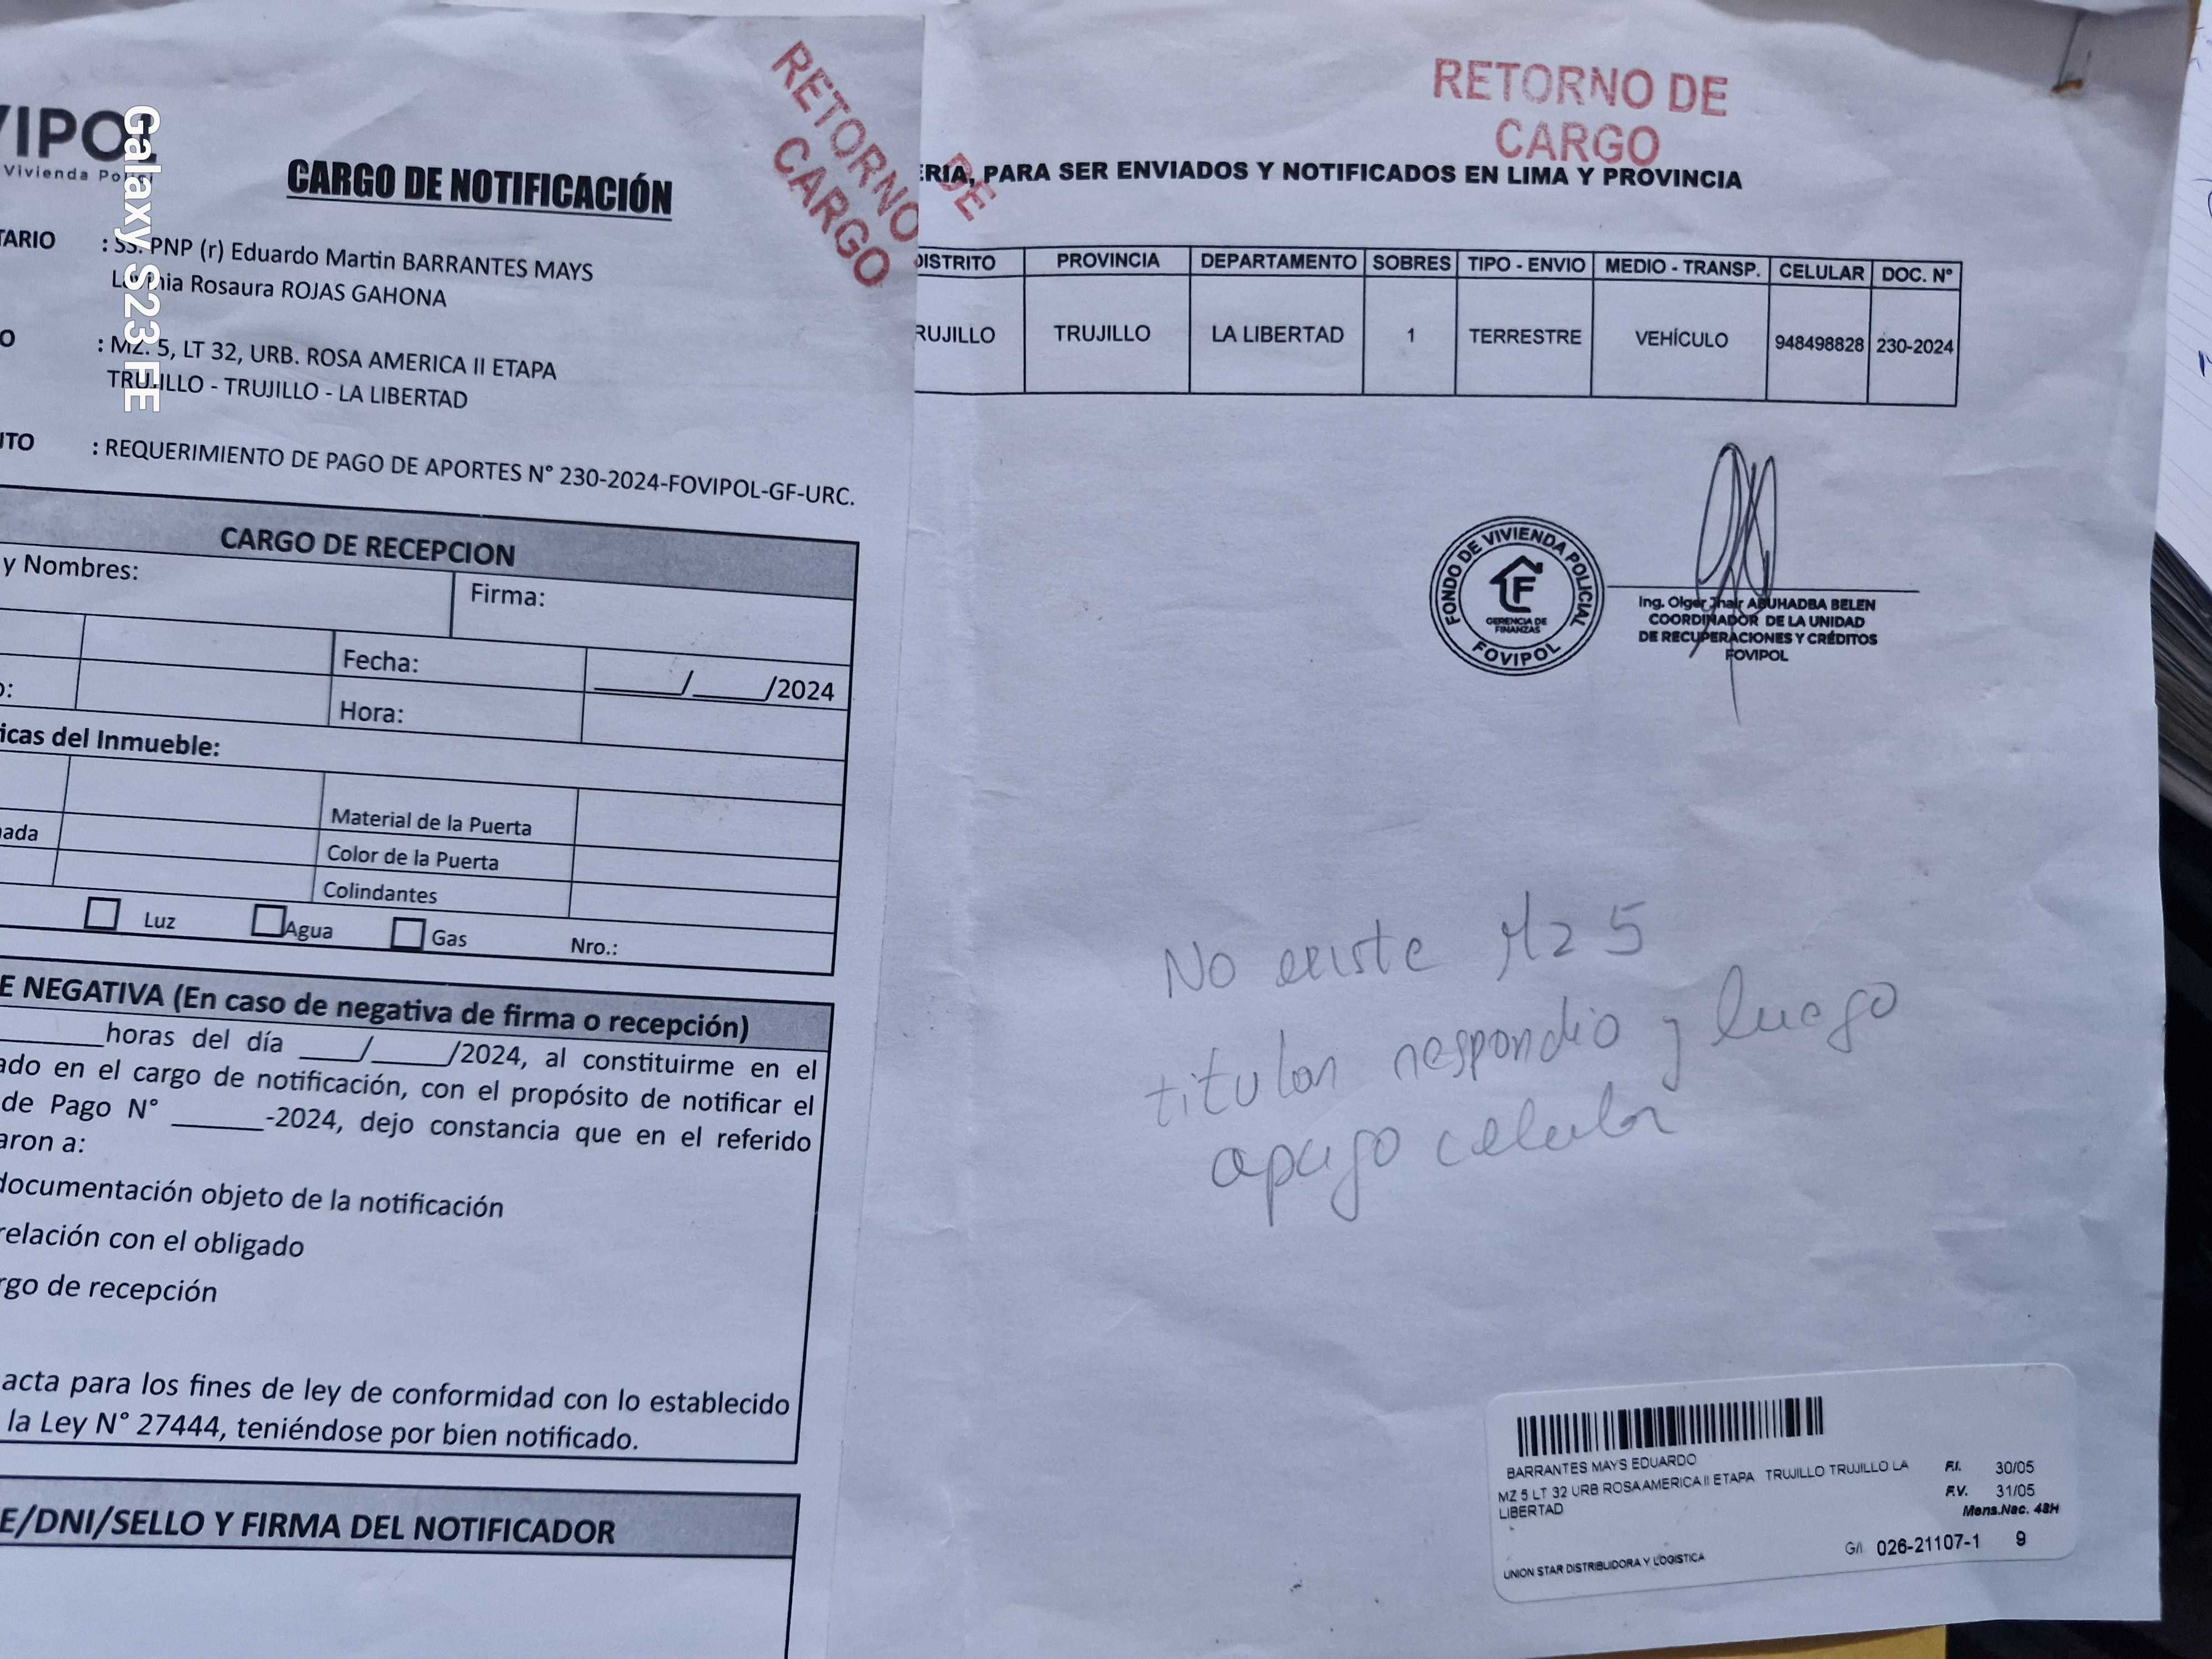 VIPOL
Vivienda Polici
Galaxy S23 FE
CARGO DE NOTIFICACIÓN
RETORNO DE
CARGO
TARIO : SS. PNP (r) Eduardo Martin BARRANTES MAYS
Rosaura ROJAS GAHONA
O : MZ. 5, LT 32, URB. ROSA AMERICA II ETAPA
TRUJILLO - TRUJILLO - LA LIBERTAD
NTO : REQUERIMIENTO DE PAGO DE APORTES N° 230-2024-FOVIPOL-GF-URC.
CARGO DE RECEPCION
y Nombres:
Firma:
Fecha: _____/_____/2024
o:
Hora:
icas del Inmueble:
Material de la Puerta
nada
Color de la Puerta
Colindantes
Luz Agua Gas Nro.:
E NEGATIVA (En caso de negativa de firma o recepción)
_______horas del día ____/_____/2024, al constituirme en el
ado en el cargo de notificación, con el propósito de notificar el
de Pago N° ______-2024, dejo constancia que en el referido
aron a:
documentación objeto de la notificación
relación con el obligado
rgo de recepción
acta para los fines de ley de conformidad con lo establecido
la Ley N° 27444, teniéndose por bien notificado.
E/DNI/SELLO Y FIRMA DEL NOTIFICADOR
RETORNO DE
CARGO
ERIA, PARA SER ENVIADOS Y NOTIFICADOS EN LIMA Y PROVINCIA
DISTRITO PROVINCIA DEPARTAMENTO SOBRES TIPO - ENVIO MEDIO - TRANSP. CELULAR DOC. N°
RUJILLO TRUJILLO LA LIBERTAD 1 TERRESTRE VEHÍCULO 948498828 230-2024
FONDO DE VIVIENDA POLICIAL
F
GERENCIA DE
FINANZAS
FOVIPOL
Ing. Olger Jhair ABUHADBA BELEN
COORDINADOR DE LA UNIDAD
DE RECUPERACIONES Y CRÉDITOS
FOVIPOL
No existe Mz 5
titular respondio y luego
apago celular
BARRANTES MAYS EDUARDO
MZ 5 LT 32 URB ROSA AMERICA II ETAPA TRUJILLO TRUJILLO LA
LIBERTAD
F.I. 30/05
F.V. 31/05
Mens.Nac. 48H
G/I 026-21107-1 9
UNION STAR DISTRIBUIDORA Y LOGISTICA